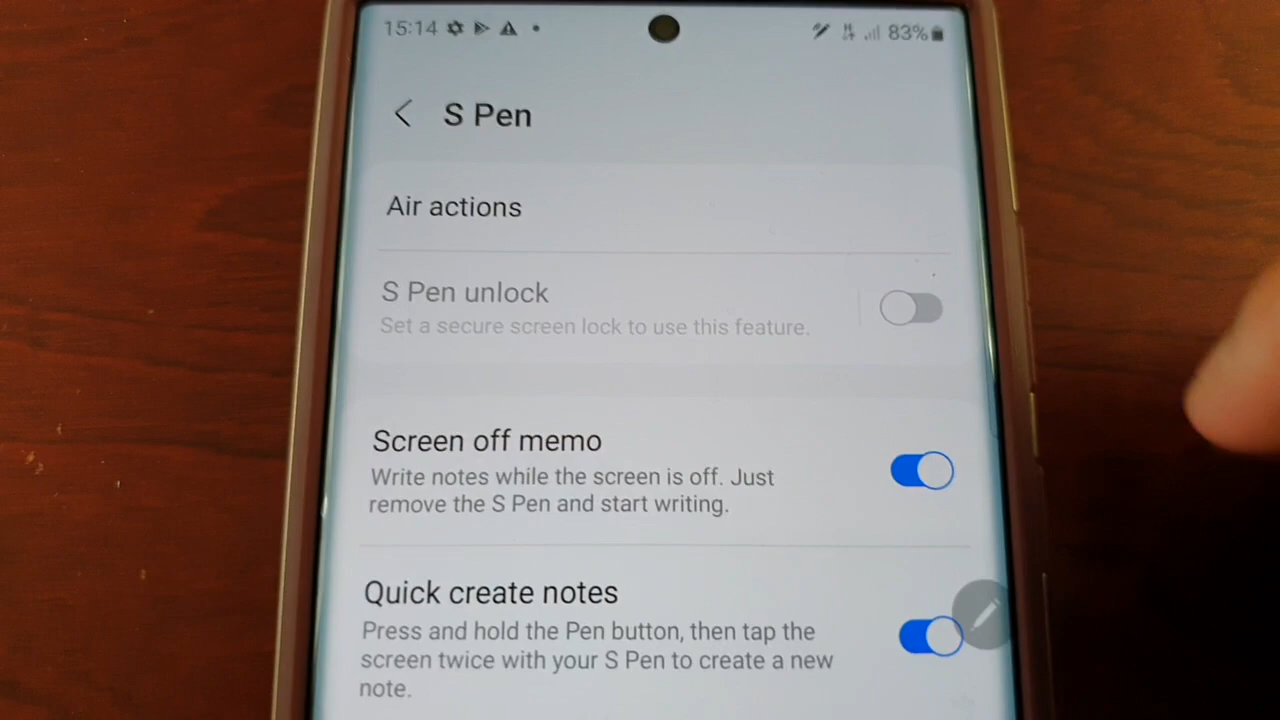 15:14
83%
S Pen
Air actions
S Pen unlock
Set a secure screen lock to use this feature.
Screen off memo
Write notes while the screen is off. Just
remove the S Pen and start writing.
Quick create notes
Press and hold the Pen button, then tap the
screen twice with your S Pen to create a new
note.